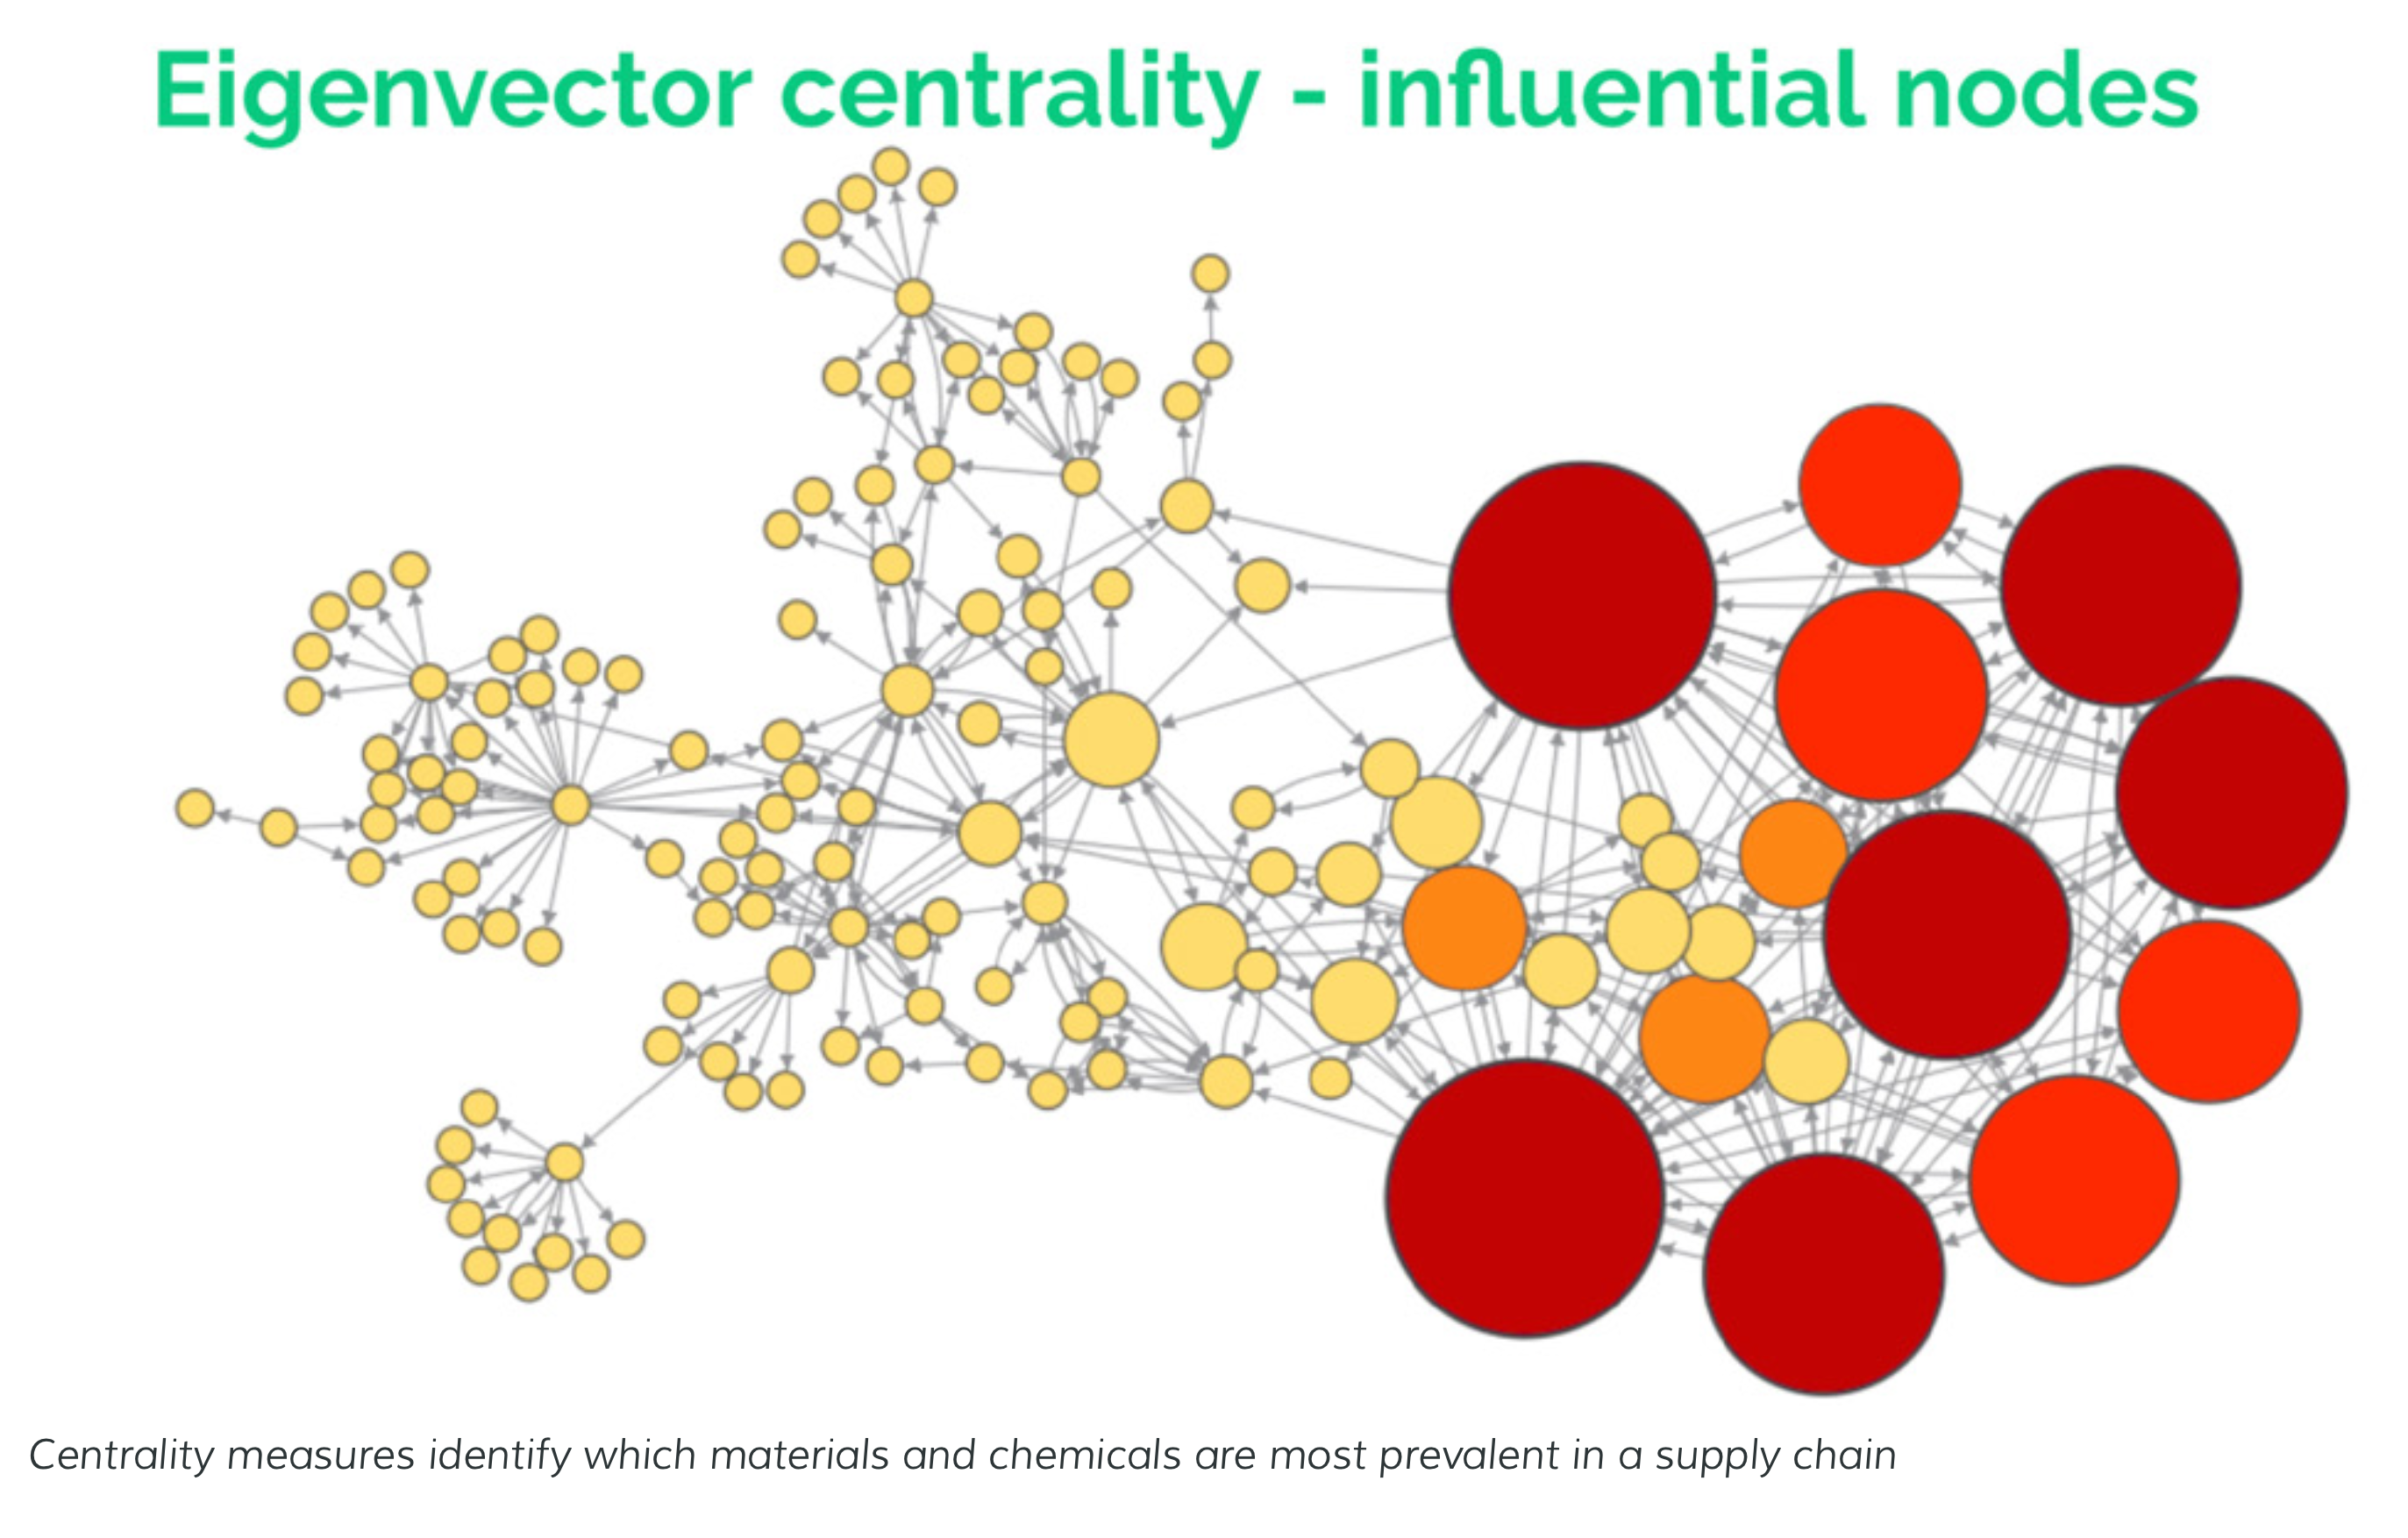 Eigenvector centrality - influential nodes
Centrality measures identify which materials and chemicals are most prevalent in a supply chain